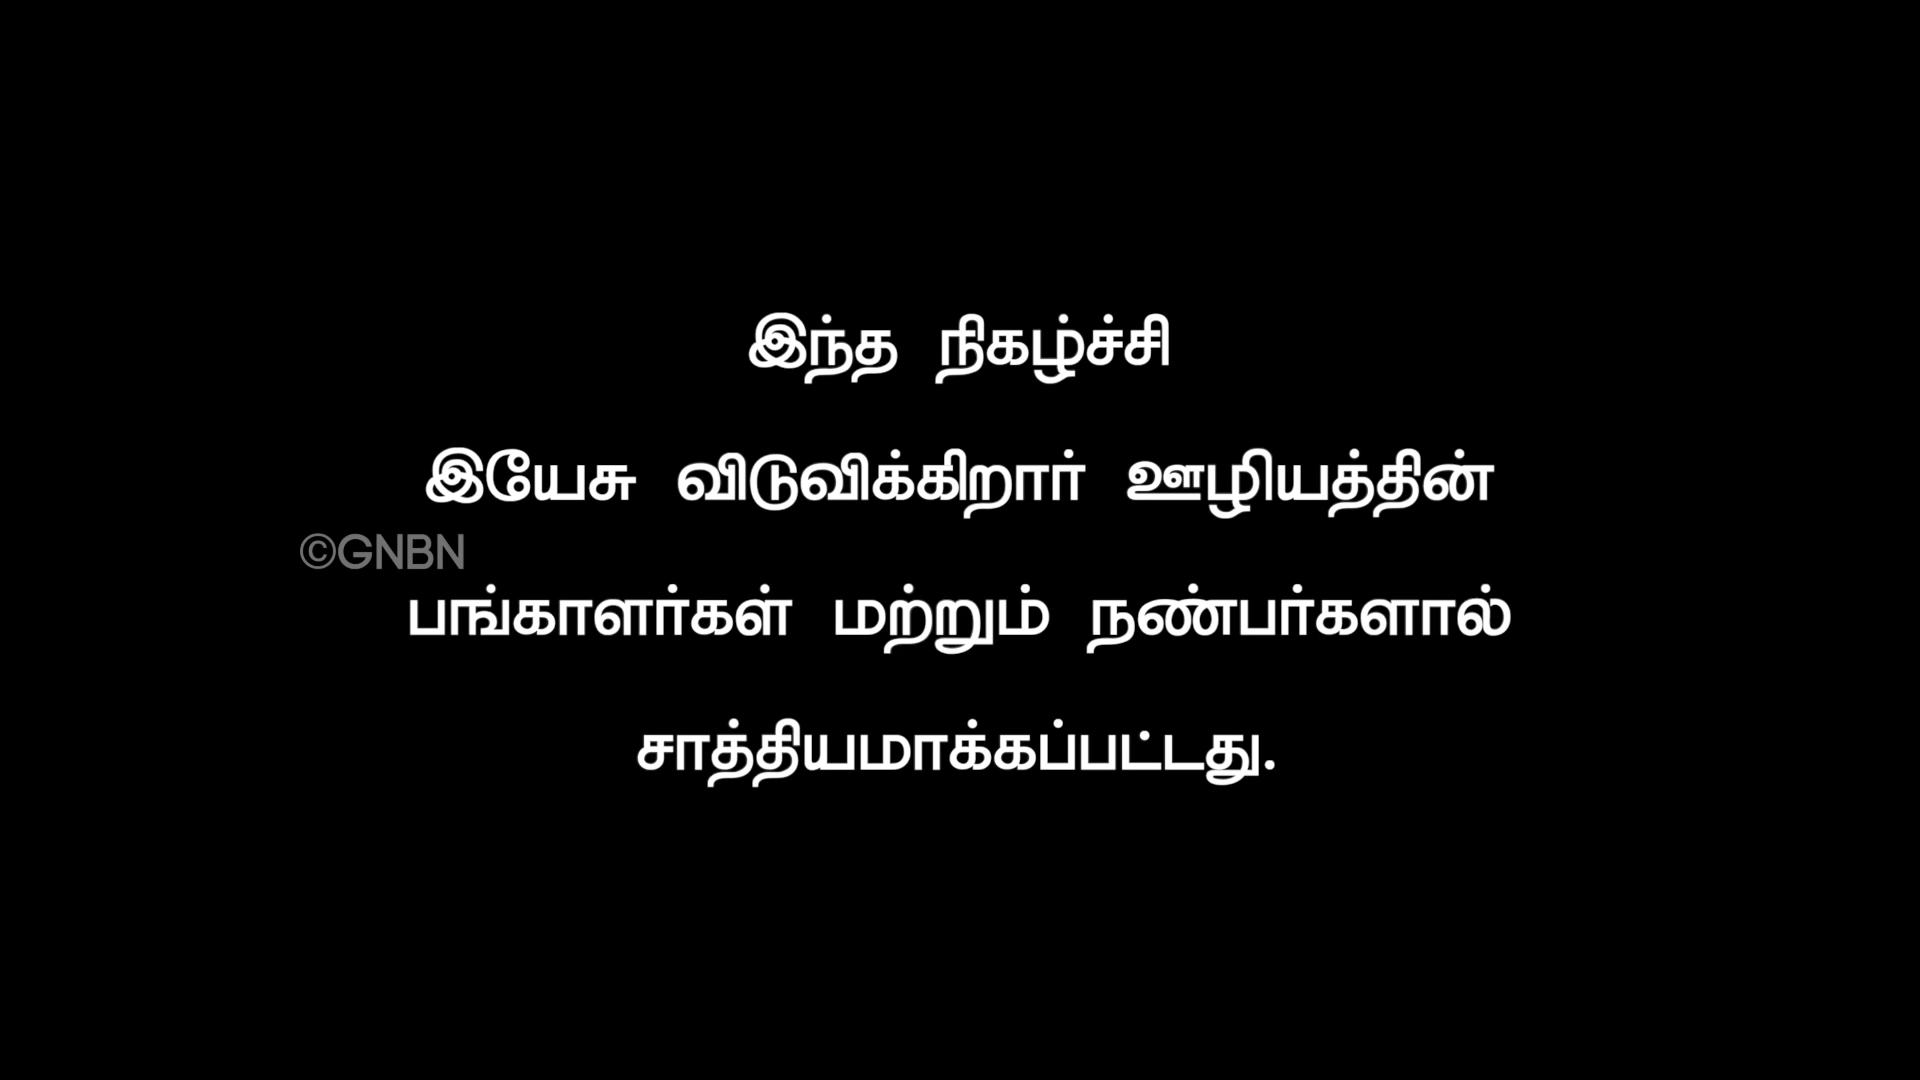 இந்த நிகழ்ச்சி
இயேசு விடுவிக்கிறார் ஊழியத்தின்
©GNBN
பங்காளர்கள் மற்றும் நண்பர்களால்
சாத்தியமாக்கப்பட்டது.